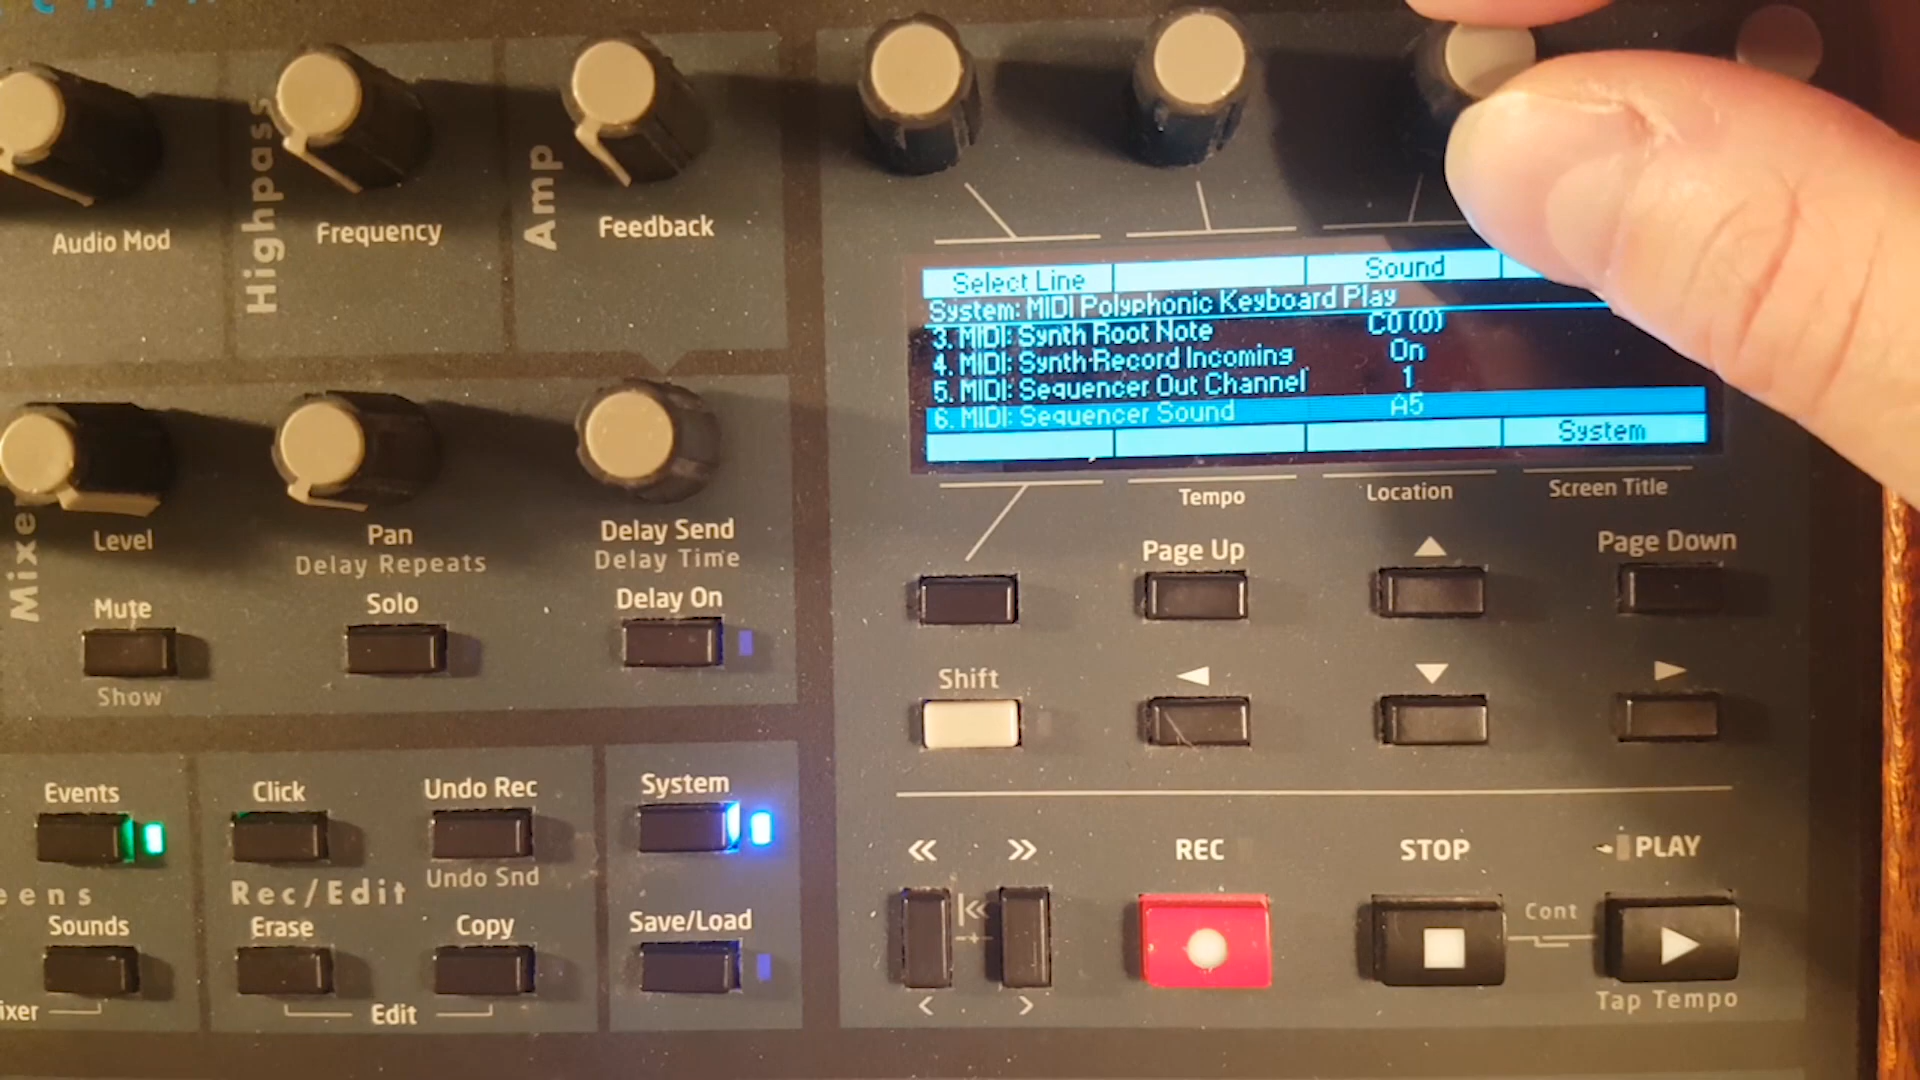 Audio Mod
Highpass
Frequency
Amp
Feedback
Select Line
Sound
System: MIDI Polyphonic Keyboard Play
3. MIDI: Synth Root Note C0 (0)
4. MIDI: Synth Record Incoming On
5. MIDI: Sequencer Out Channel 1
6. MIDI: Sequencer Sound A5
System
Tempo
Location
Screen Title
Mixer
Level
Pan
Delay Repeats
Delay Send
Delay Time
Mute
Show
Solo
Delay On
Page Up
Page Down
Shift
Events
Click
Undo Rec
Undo Snd
System
eens
Rec/Edit
Sounds
Erase
Copy
Save/Load
ixer
Edit
REC
STOP
PLAY
Cont
Tap Tempo